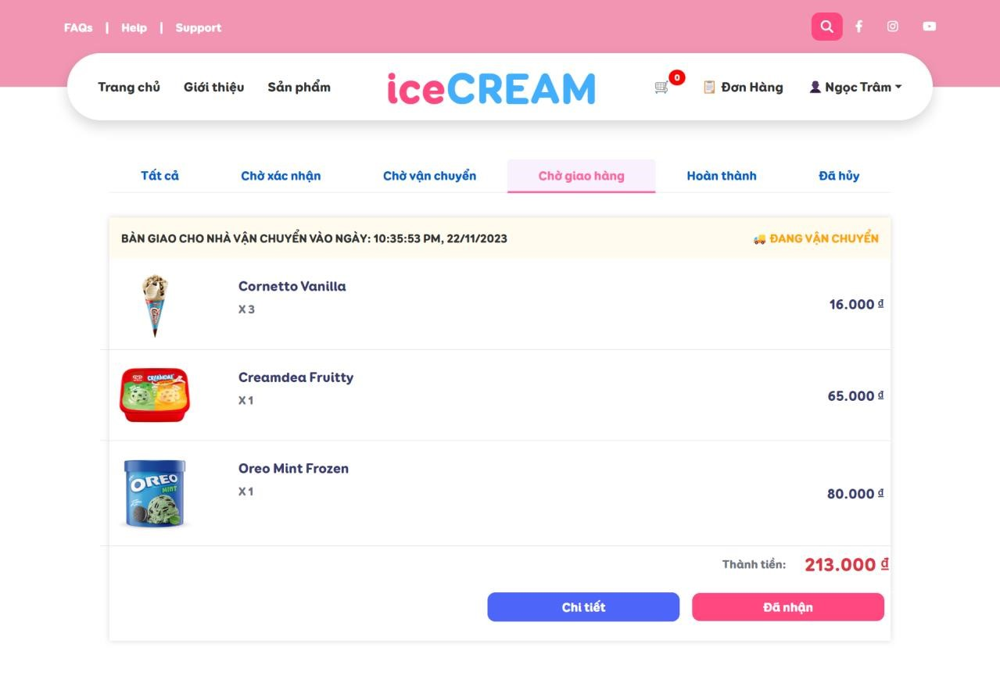 FAQs | Help | Support
Trang chủ Giới thiệu Sản phẩm iceCREAM 0 Đơn Hàng Ngọc Trâm
Tất cả Chờ xác nhận Chờ vận chuyển Chờ giao hàng Hoàn thành Đã hủy
BÀN GIAO CHO NHÀ VẬN CHUYỂN VÀO NGÀY: 10:35:53 PM, 22/11/2023 ĐANG VẬN CHUYỂN
Cornetto Vanilla
X 3
16.000 ₫
Creamdea Fruitty
X 1
65.000 ₫
OREO
MINT
Oreo Mint Frozen
X 1
80.000 ₫
Thành tiền: 213.000 ₫
Chi tiết Đã nhận